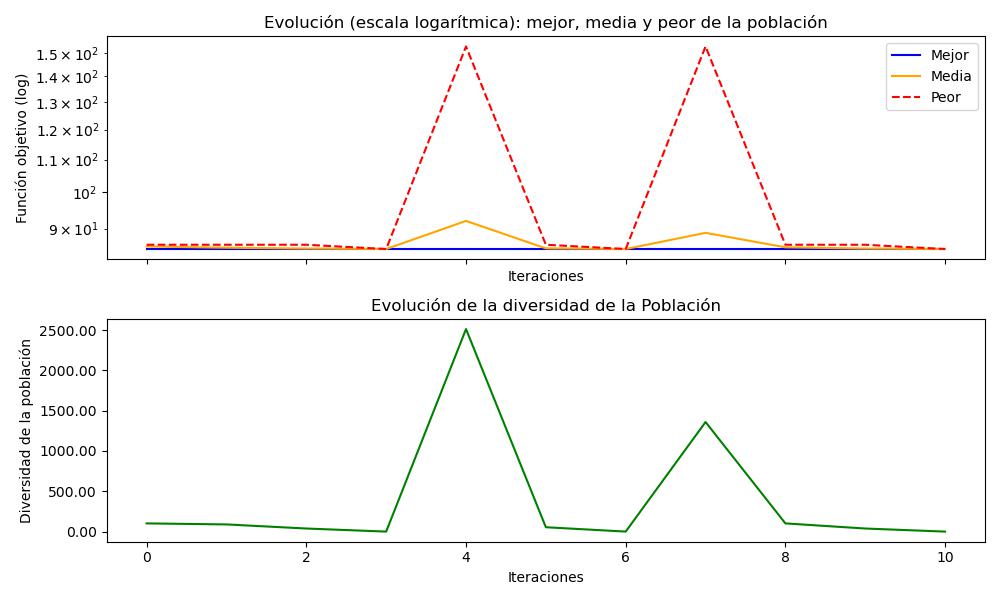 Evolución (escala logarítmica): mejor, media y peor de la población
1.5 × 10²
1.4 × 10²
1.3 × 10²
1.2 × 10²
1.1 × 10²
10²
9 × 10¹
Función objetivo (log)
Mejor
Media
Peor
Iteraciones
Evolución de la diversidad de la Población
2500.00
2000.00
1500.00
1000.00
500.00
0.00
Diversidad de la población
0 2 4 6 8 10
Iteraciones